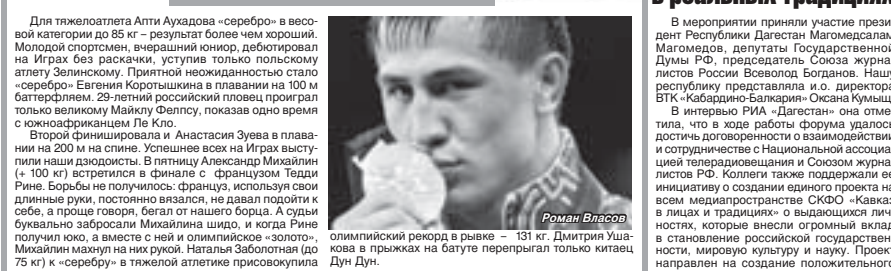 Для тяжелоатлета Апти Аухадова «серебро» в весо-
вой категории до 85 кг – результат более чем хороший.
Молодой спортсмен, вчерашний юниор, дебютировал
на Играх без раскачки, уступив только польскому
атлету Зелинскому. Приятной неожиданностью стало
«серебро» Евгения Коротышкина в плавании на 100 м
баттерфляем. 29-летний российский пловец проиграл
только великому Майклу Фелпсу, показав одно время
с южноафриканцем Ле Кло.
Второй финишировала и Анастасия Зуева в плава-
нии на 200 м на спине. Успешнее всех на Играх высту-
пили наши дзюдоисты. В пятницу Александр Михайлин
(+ 100 кг) встретился в финале с французом Тедди
Рине. Борьбы не получилось: француз, используя свои
длинные руки, постоянно вязался, не давал подойти к
себе, а проще говоря, бегал от нашего борца. А судьи
буквально забросали Михайлина шидо, и когда Рине
получил юко, а вместе с ней и олимпийское «золото»,
Михайлин махнул на них рукой. Наталья Заболотная (до
75 кг) к «серебру» в тяжелой атлетике присовокупила
Роман Власов
олимпийский рекорд в рывке – 131 кг. Дмитрия Уша-
кова в прыжках на батуте перепрыгал только китаец
Дун Дун.
в реальных традициях
В мероприятии приняли участие прези-
дент Республики Дагестан Магомедсалам
Магомедов, депутаты Государственной
Думы РФ, председатель Союза журна-
листов России Всеволод Богданов. Нашу
республику представляла и.о. директора
ВТК «Кабардино-Балкария» Оксана Кумыш
В интервью РИА «Дагестан» она отме-
тила, что в ходе работы форума удалось
достичь договоренности о взаимодействии
и сотрудничестве с Национальной ассоциа-
цией телерадиовещания и Союзом журна-
листов РФ. Коллеги также поддержали ее
инициативу о создании единого проекта на
всем медиапространстве СКФО «Кавказ
в лицах и традициях» о выдающихся лич-
ностях, которые внесли огромный вклад
в становление российской государствен-
ности, мировую культуру и науку. Проект
направлен на создание положительного